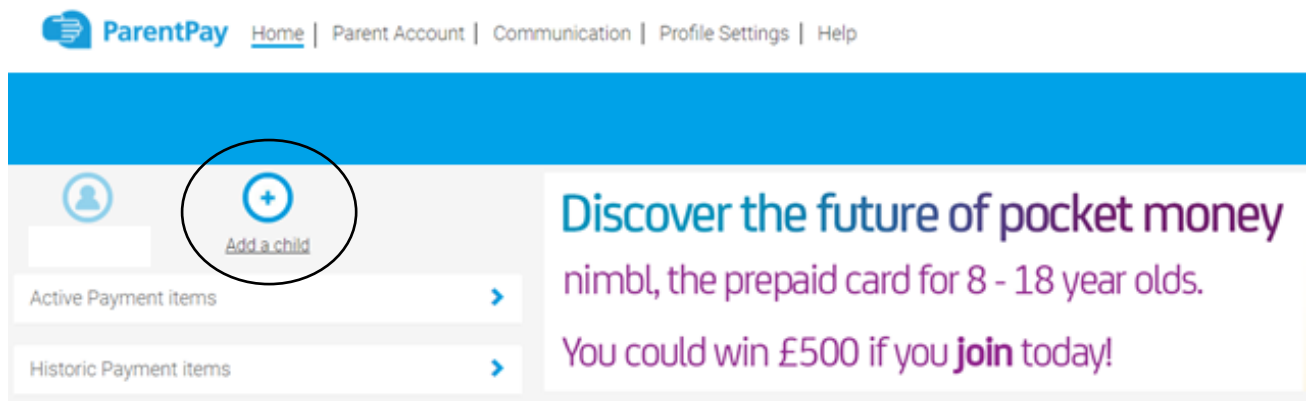 ParentPay Home | Parent Account | Communication | Profile Settings | Help
Add a child
Active Payment items
Historic Payment items
Discover the future of pocket money
nimbl, the prepaid card for 8 - 18 year olds.
You could win £500 if you join today!